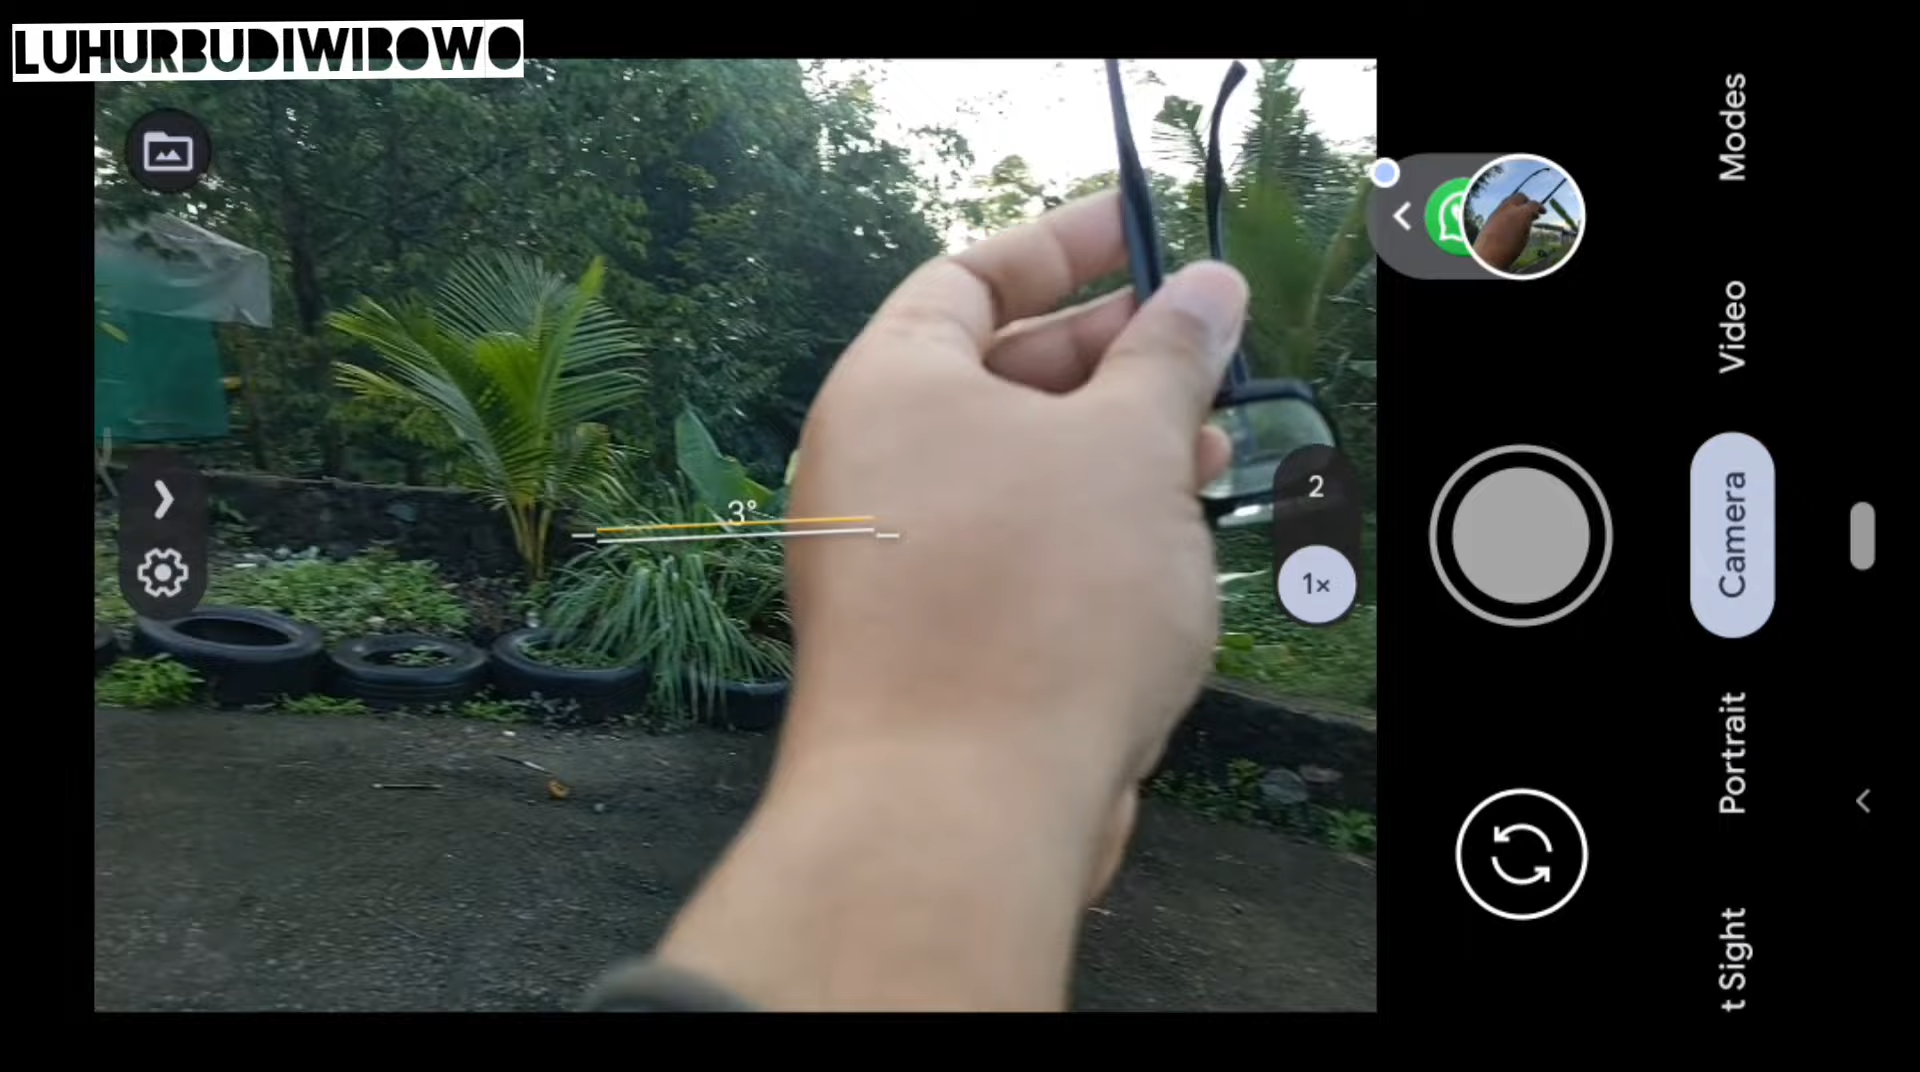 LUHURBUDIWIBOWO
3°
2
1×
Modes
Video
Camera
Portrait
t Sight